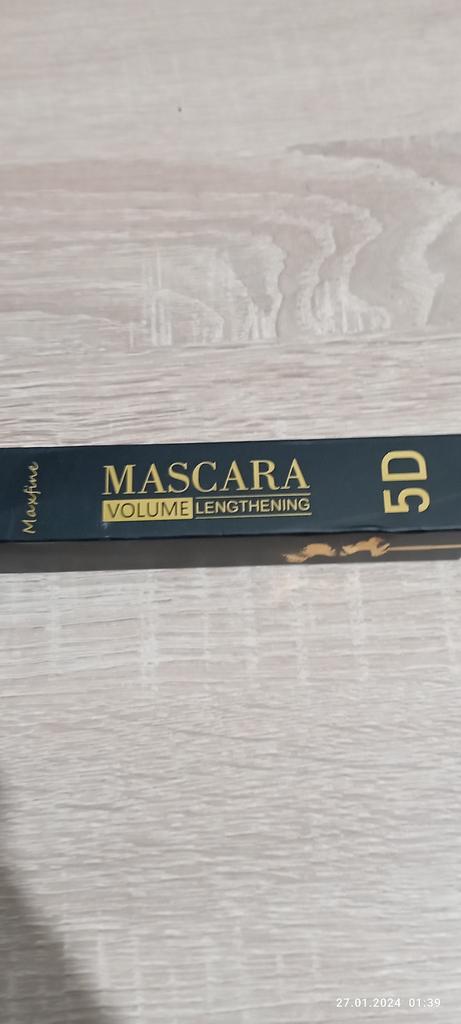 Maxfine
MASCARA
VOLUME LENGTHENING
5D
27.01.2024 01:39